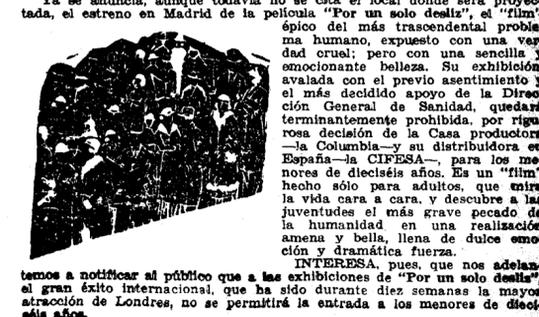 Ya se anuncia, aunque todavía no se esta el local donde será proyec-
tada, el estreno en Madrid de la película "Por un solo desliz", el "film"
épico del más trascendental proble
ma humano, expuesto con una ver
dad cruel; pero con una sencilla y
emocionante belleza. Su exhibición
avalada con el previo asentimiento y
el más decidido apoyo de la Direc
ción General de Sanidad, quedará
terminantemente prohibida, por rigu
rosa decisión de la Casa productora
—la Columbia—y su distribuidora en
España—la CIFESA—, para los me
nores de dieciséis años. Es un "film"
hecho sólo para adultos, que mira
la vida cara a cara, y descubre a las
juventudes el más grave pecado de
la humanidad en una realización
amena y bella, llena de dulce emo
ción y dramática fuerza.
INTERESA, pues, que nos adelan-
temos a notificar al público que a las exhibiciones de "Por un solo desliz"
el gran éxito internacional, que ha sido durante diez semanas la mayor
atracción de Londres, no se permitirá la entrada a los menores de dieci
séis años.